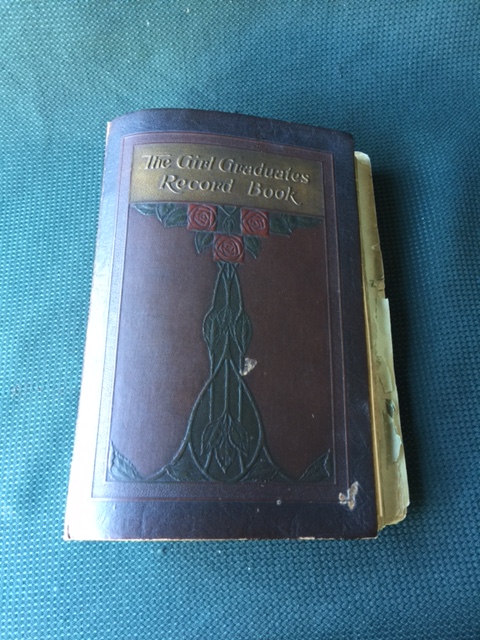 The Girl Graduates
Record Book